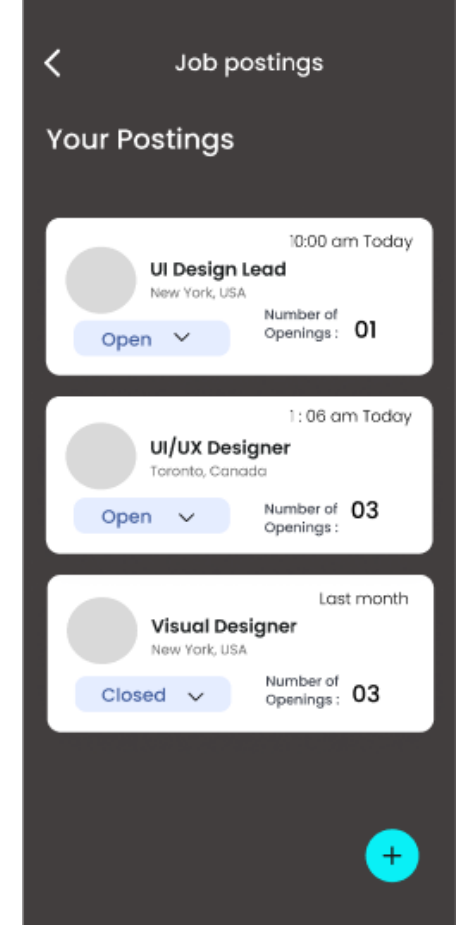 Job postings
Your Postings
10:00 am Today
UI Design Lead
New York, USA
Number of
Openings : 01
Open
1:06 am Today
UI/UX Designer
Toronto, Canada
Number of 03
Openings :
Open
Last month
Visual Designer
New York, USA
Number of
Openings : 03
Closed
+